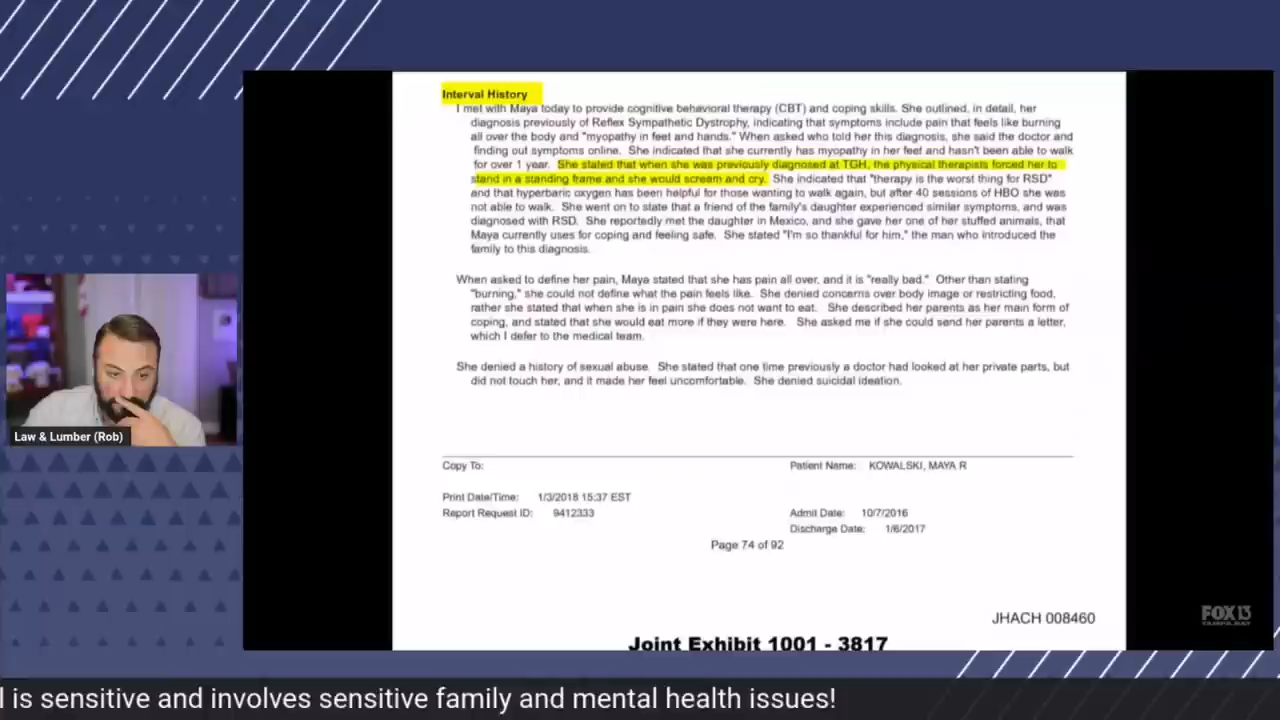 Interval History
I met with Maya today to provide cognitive behavioral therapy (CBT) and coping skills. She outlined, in detail, her
diagnosis previously of Reflex Sympathetic Dystrophy, indicating that symptoms include pain that feels like burning
all over the body and "myopathy in feet and hands." When asked who told her this diagnosis, she said the doctor and
finding out symptoms online. She indicated that she currently has myopathy in her feet and hasn't been able to walk
for over 1 year. She stated that when she was previously diagnosed at TGH, the physical therapists forced her to
stand in a standing frame and she would scream and cry. She indicated that "therapy is the worst thing for RSD"
and that hyperbaric oxygen has been helpful for those wanting to walk again, but after 40 sessions of HBO she was
not able to walk. She went on to state that a friend of the family's daughter experienced similar symptoms, and was
diagnosed with RSD. She reportedly met the daughter in Mexico, and she gave her one of her stuffed animals, that
Maya currently uses for coping and feeling safe. She stated "I'm so thankful for him," the man who introduced the
family to this diagnosis.
When asked to define her pain, Maya stated that she has pain all over, and it is "really bad." Other than stating
"burning," she could not define what the pain feels like. She denied concerns over body image or restricting food,
rather she stated that when she is in pain she does not want to eat. She described her parents as her main form of
coping, and stated that she would eat more if they were here. She asked me if she could send her parents a letter,
which I defer to the medical team.
She denied a history of sexual abuse. She stated that one time previously a doctor had looked at her private parts, but
did not touch her, and it made her feel uncomfortable. She denied suicidal ideation.
Copy To:
Patient Name: KOWALSKI, MAYA R
Print Date/Time: 1/3/2018 15:37 EST
Report Request ID: 9412333
Admit Date: 10/7/2016
Discharge Date: 1/6/2017
Page 74 of 92
JHACH 008460
Joint Exhibit 1001 - 3817
Law & Lumber (Rob)
FOX 13
TAMPA BAY
l is sensitive and involves sensitive family and mental health issues!